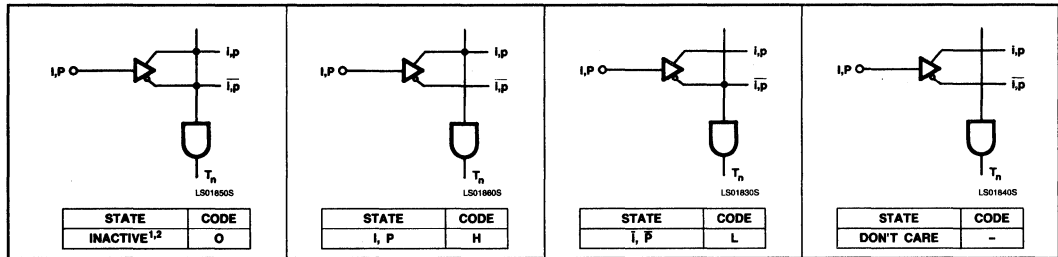 I,P
i,p
i̅,̅p̅
Tn
LS01850S
STATE CODE
INACTIVE1,2 O
I,P
i,p
i̅,̅p̅
Tn
LS01860S
STATE CODE
I, P H
I,P
i,p
i̅,̅p̅
Tn
LS01830S
STATE CODE
I̅, P̅ L
I,P
i,p
i̅,̅p̅
Tn
LS01840S
STATE CODE
DON'T CARE –